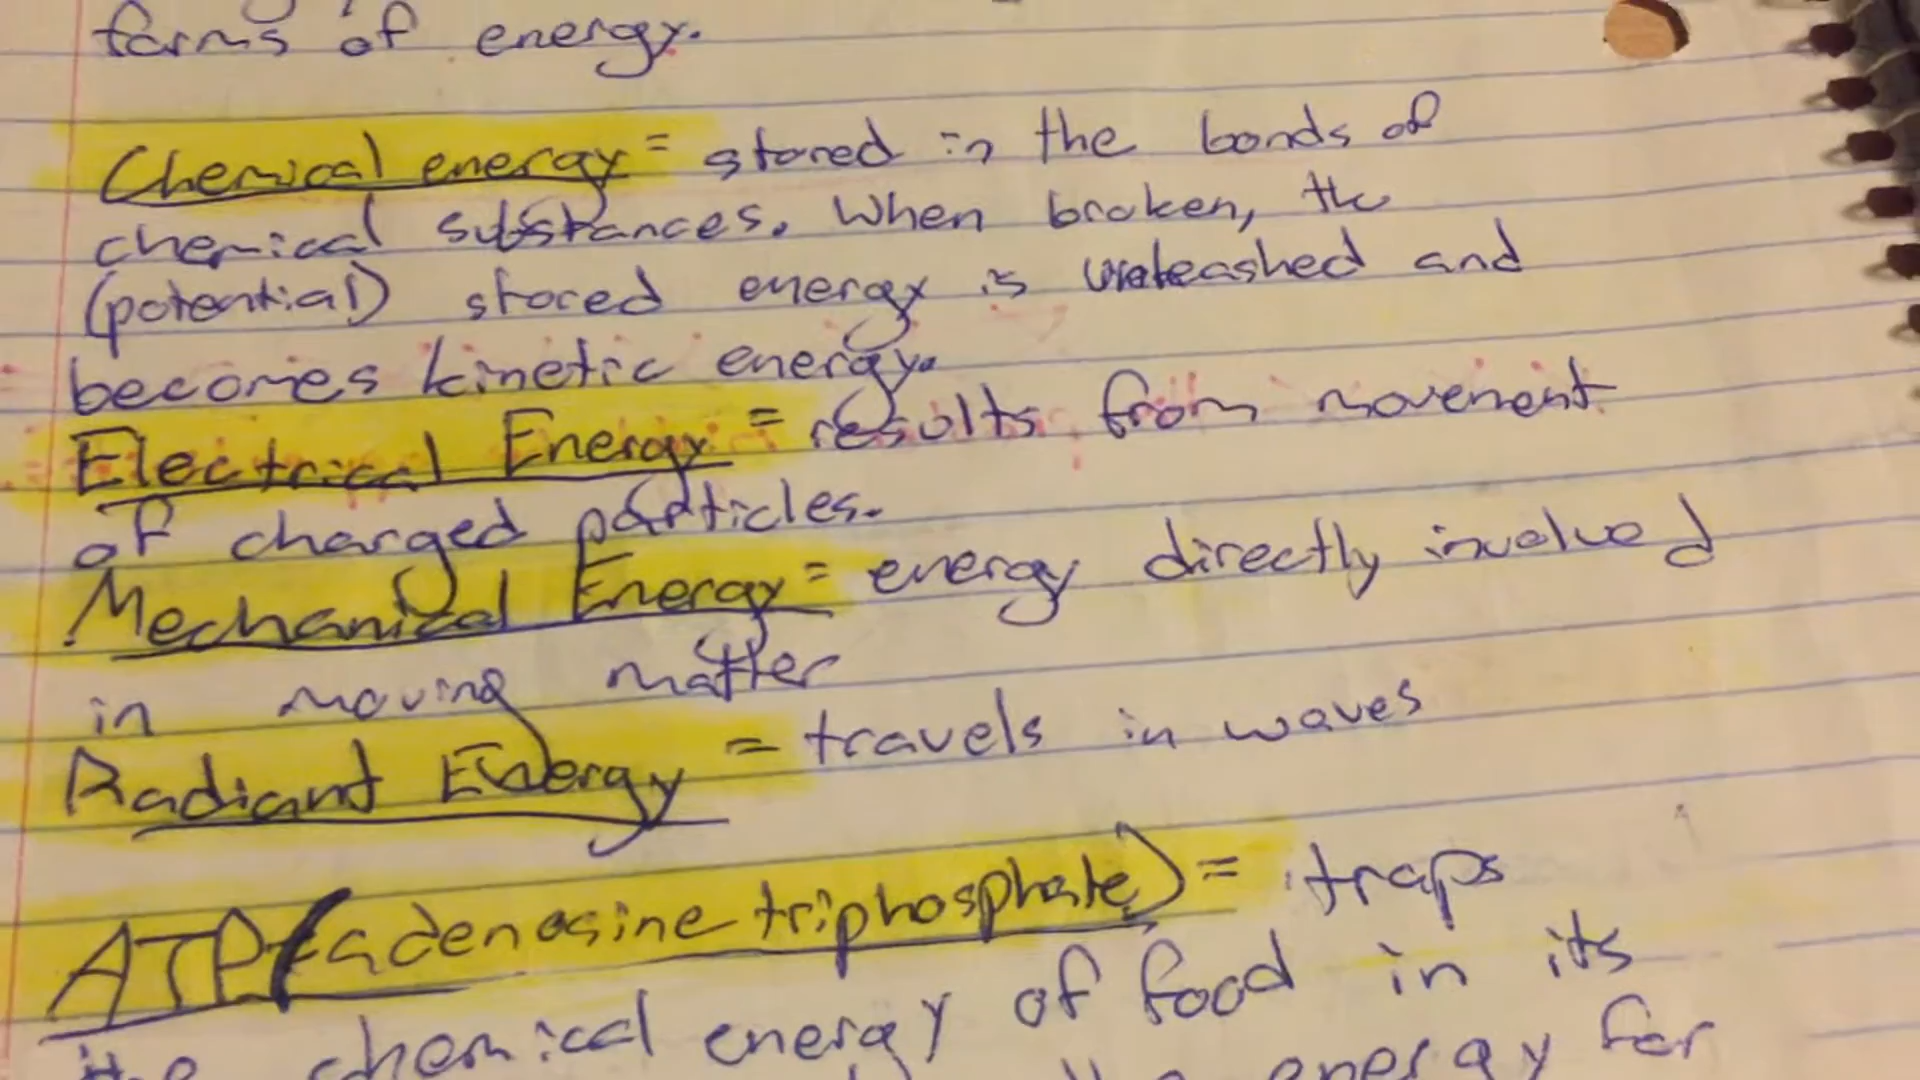 forms of energy.
Chemical energy = stored in the bonds of
chemical substances. When broken, the
(potential) stored energy is unleashed and
becomes kinetic energy.
Electrical Energy = results from movement
of charged particles.
Mechanical Energy = energy directly involved
in moving matter
Radiant Energy = travels in waves
ATP (adenosine triphosphate) = traps
the chemical energy of food in its
energy for